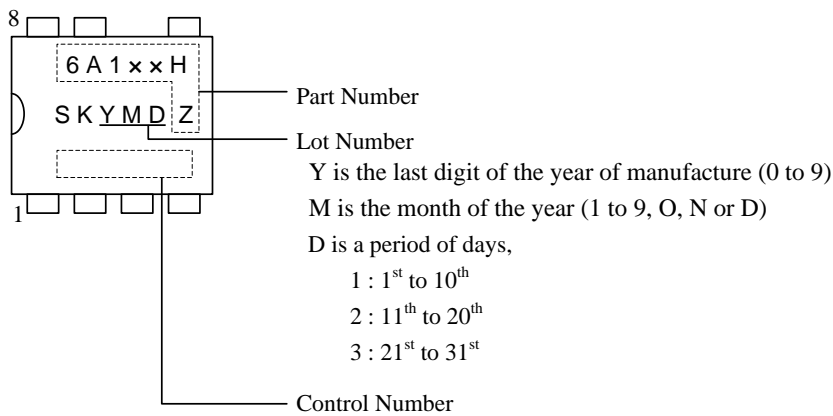 8
6 A 1 × × H
S K Y M D Z
1
Part Number
Lot Number
Y is the last digit of the year of manufacture (0 to 9)
M is the month of the year (1 to 9, O, N or D)
D is a period of days,
1 : 1st to 10th
2 : 11th to 20th
3 : 21st to 31st
Control Number